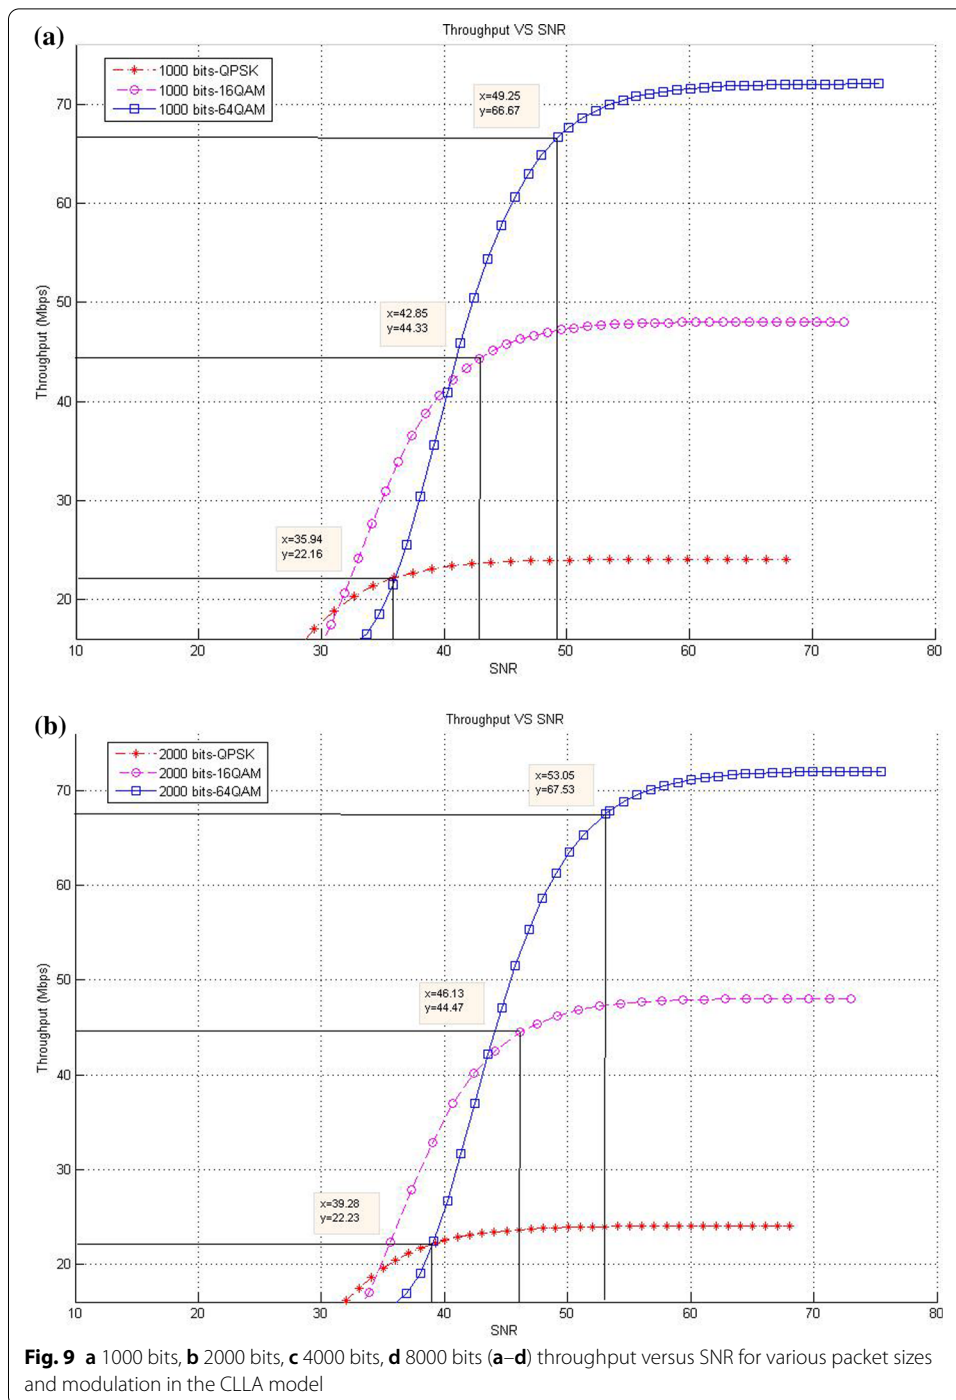 (a)
Throughput VS SNR
1000 bits-QPSK
1000 bits-16QAM
1000 bits-64QAM
x=49.25
y=66.67
x=42.85
y=44.33
x=35.94
y=22.16
Throughput (Mbps)
70
60
50
40
30
20
10 20 30 40 50 60 70 80
SNR
(b)
Throughput VS SNR
2000 bits-QPSK
2000 bits-16QAM
2000 bits-64QAM
x=53.05
y=67.53
x=46.13
y=44.47
x=39.28
y=22.23
Throughput (Mbps)
70
60
50
40
30
20
10 20 30 40 50 60 70 80
SNR
Fig. 9 a 1000 bits, b 2000 bits, c 4000 bits, d 8000 bits (a–d) throughput versus SNR for various packet sizes
and modulation in the CLLA model